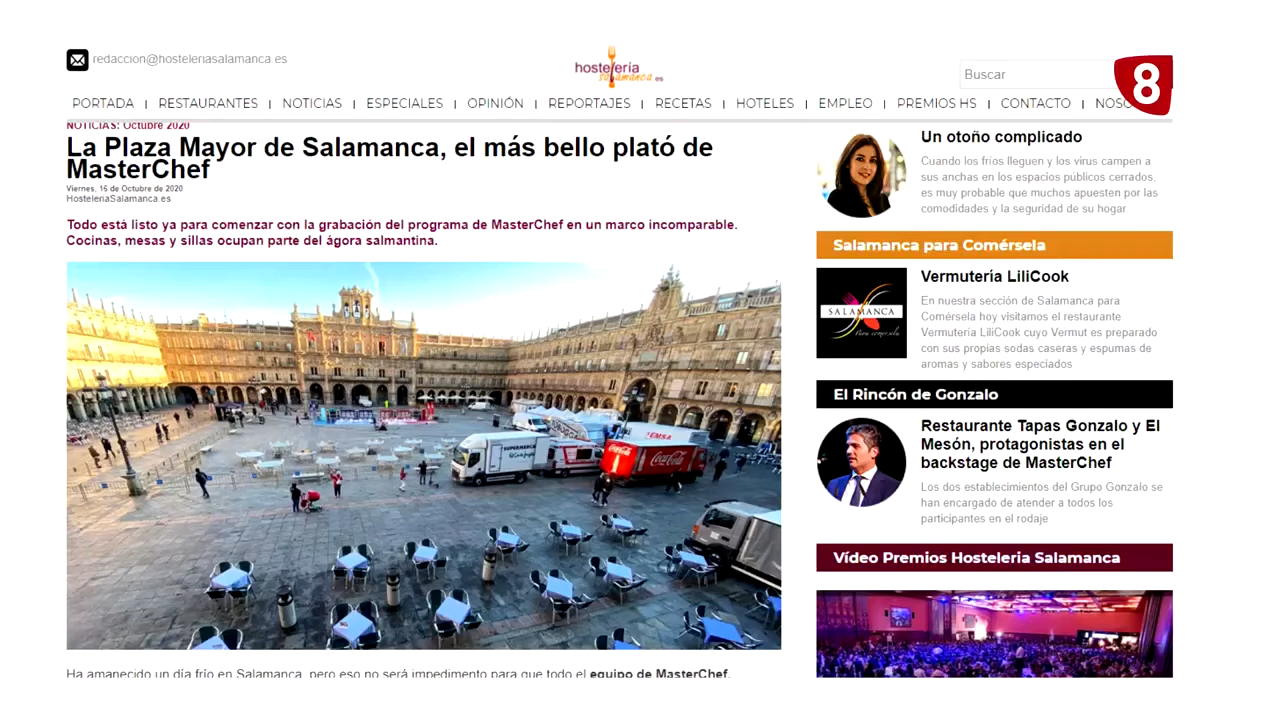 redaccion@hosteleriasalamanca.es
hostelería
salamanca.es
Buscar
8
PORTADA | RESTAURANTES | NOTICIAS | ESPECIALES | OPINIÓN | REPORTAJES | RECETAS | HOTELES | EMPLEO | PREMIOS HS | CONTACTO | NOSO
NOTICIAS: Octubre 2020
La Plaza Mayor de Salamanca, el más bello plató de
MasterChef
Viernes, 16 de Octubre de 2020
HosteleriaSalamanca.es
Todo está listo ya para comenzar con la grabación del programa de MasterChef en un marco incomparable.
Cocinas, mesas y sillas ocupan parte del ágora salmantina.
SUPERMERCA
EMSA
Coca-Cola
Ha amanecido un día frío en Salamanca, pero eso no será impedimento para que todo el equipo de MasterChef,
Un otoño complicado
Cuando los fríos lleguen y los virus campen a
sus anchas en los espacios públicos cerrados,
es muy probable que muchos apuesten por las
comodidades y la seguridad de su hogar
Salamanca para Comérsela
SALAMANCA
Para comérsela
Vermutería LiliCook
En nuestra sección de Salamanca para
Comérsela hoy visitamos el restaurante
Vermutería LiliCook cuyo Vermut es preparado
con sus propias sodas caseras y espumas de
aromas y sabores especiados
El Rincón de Gonzalo
Restaurante Tapas Gonzalo y El
Mesón, protagonistas en el
backstage de MasterChef
Los dos establecimientos del Grupo Gonzalo se
han encargado de atender a todos los
participantes en el rodaje
Vídeo Premios Hosteleria Salamanca